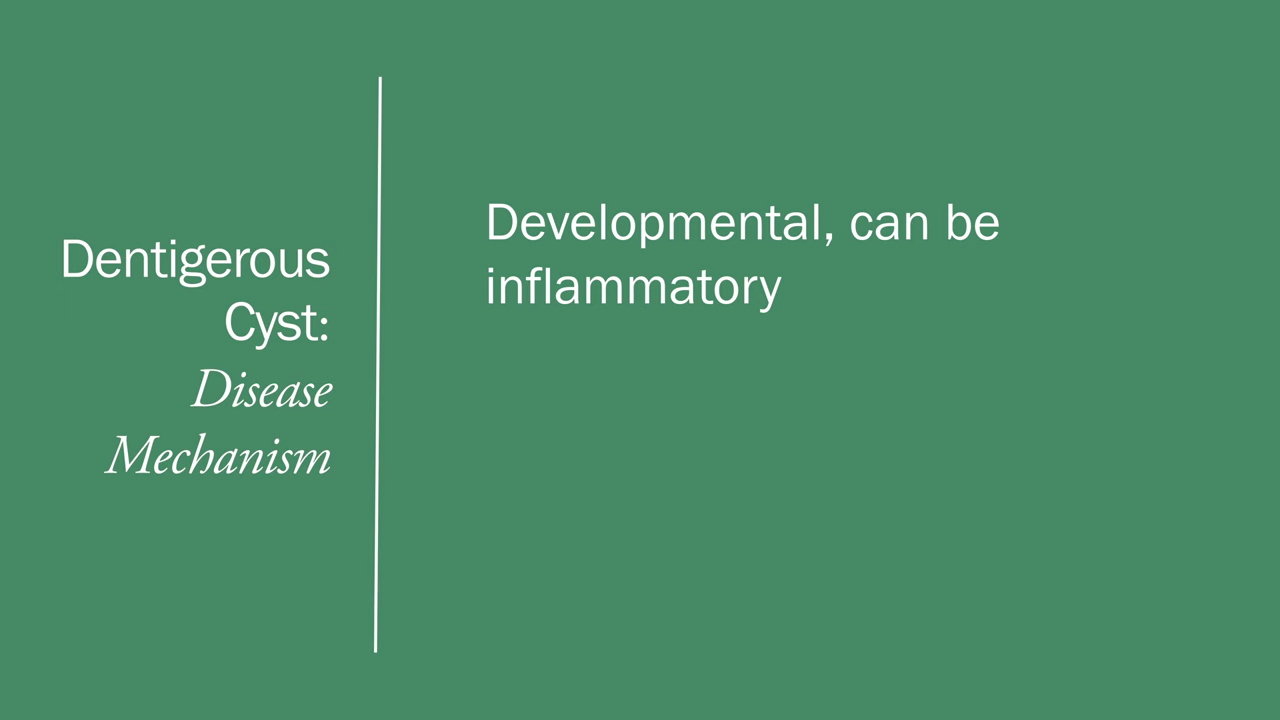 Dentigerous
Cyst:
Disease
Mechanism
Developmental, can be
inflammatory